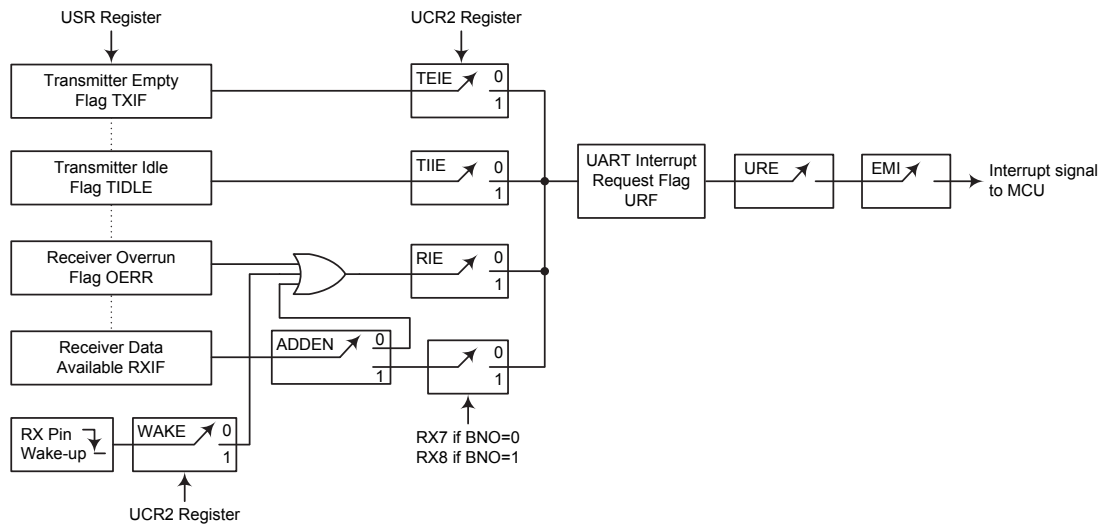 USR Register
UCR2 Register
Transmitter Empty
Flag TXIF
TEIE
0
1
Transmitter Idle
Flag TIDLE
TIIE
0
1
UART Interrupt
Request Flag
URF
URE
EMI
Interrupt signal
to MCU
Receiver Overrun
Flag OERR
RIE
0
1
Receiver Data
Available RXIF
ADDEN
0
1
0
1
RX7 if BNO=0
RX8 if BNO=1
RX Pin
Wake-up
WAKE
0
1
UCR2 Register